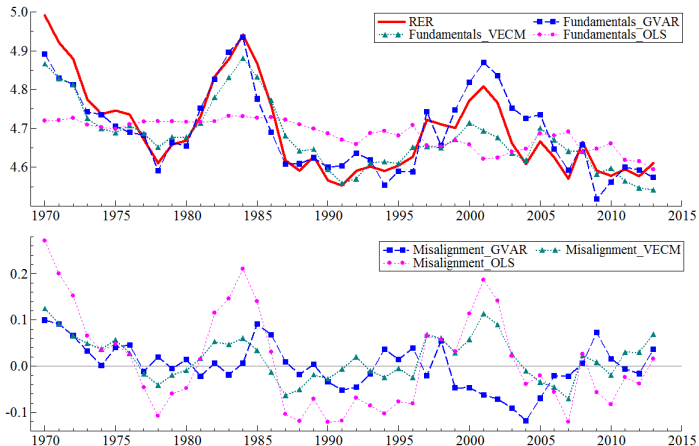 RER Fundamentals_GVAR
Fundamentals_VECM Fundamentals_OLS
5.0
4.9
4.8
4.7
4.6
1970 1975 1980 1985 1990 1995 2000 2005 2010 2015
Misalignment_GVAR Misalignment_VECM
Misalignment_OLS
0.2
0.1
0.0
-0.1
1970 1975 1980 1985 1990 1995 2000 2005 2010 2015